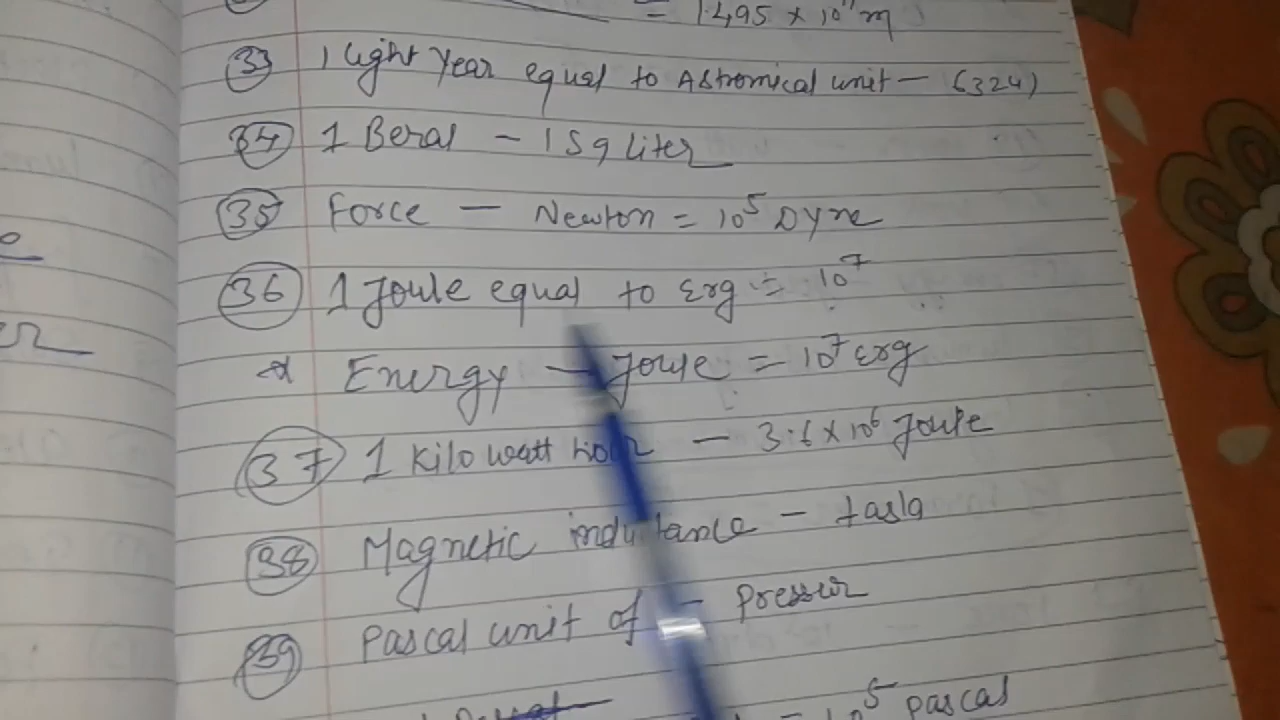 = 1.495 × 10¹¹ m
33 1 light Year equal to Astromical unit - 63241
34 1 Beral - 159 liter
35 Force - Newton = 10⁵ Dyne
36 1 Joule equal to Erg = 10⁷
Energy - Joule = 10⁷ Erg
37 1 Kilo watt hour - 3.6 × 10⁶ Joule
38 Magnetic indutance - tasla
39 Pascal unit of - Pressur
= 10⁵ pascal